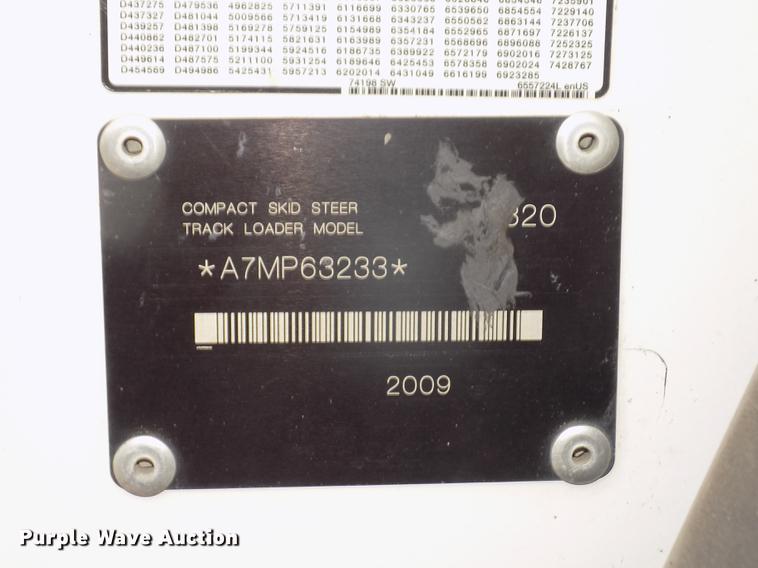 D437275 D479536 4962825 5711391 6116699 6330765 6539650 6854554 7229140
D437327 D481044 5009566 5713419 6131668 6343237 6550562 6863144 7237706
D439257 D481398 5169278 5759125 6154989 6354184 6552965 6871697 7226137
D440862 D482701 5174115 5821631 6163989 6357231 6568696 6896088 7252325
D440236 D487100 5199344 5924516 6186735 6389922 6572179 6902016 7273125
D449614 D487575 5211100 5931254 6189646 6425453 6578358 6902024 7428767
D454569 D494986 5425431 5957213 6202014 6431049 6616199 6923285
74198 SW 6557224L enUS
COMPACT SKID STEER
TRACK LOADER MODEL 320
*A7MP63233*
2009
Purple Wave Auction